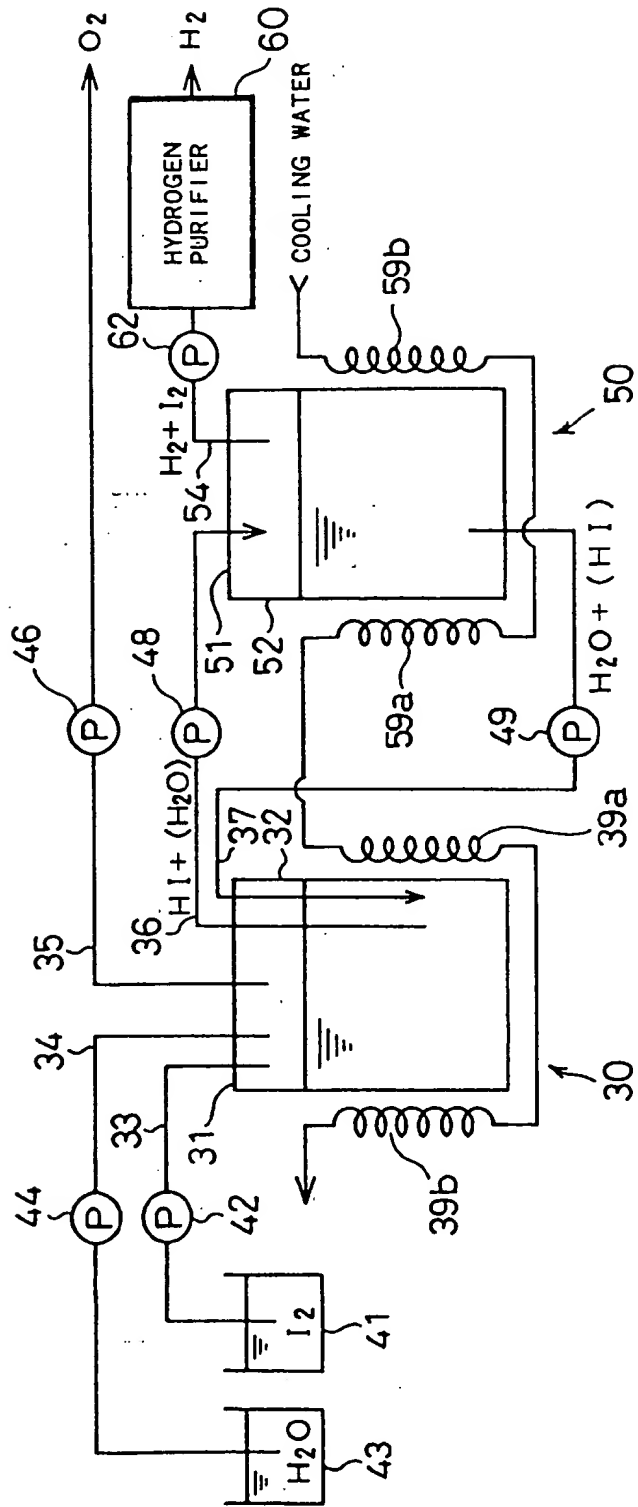 O2
H2
60
HYDROGEN
PURIFIER
62
H2+I2
54
COOLING WATER
59b
50
46
48
51
52
59a
49
H2O+(HI)
35
HI+(H2O)
36
37
32
39a
34
33
31
30
39b
44
42
I2
41
H2O
43
P
P
P
P
P
P